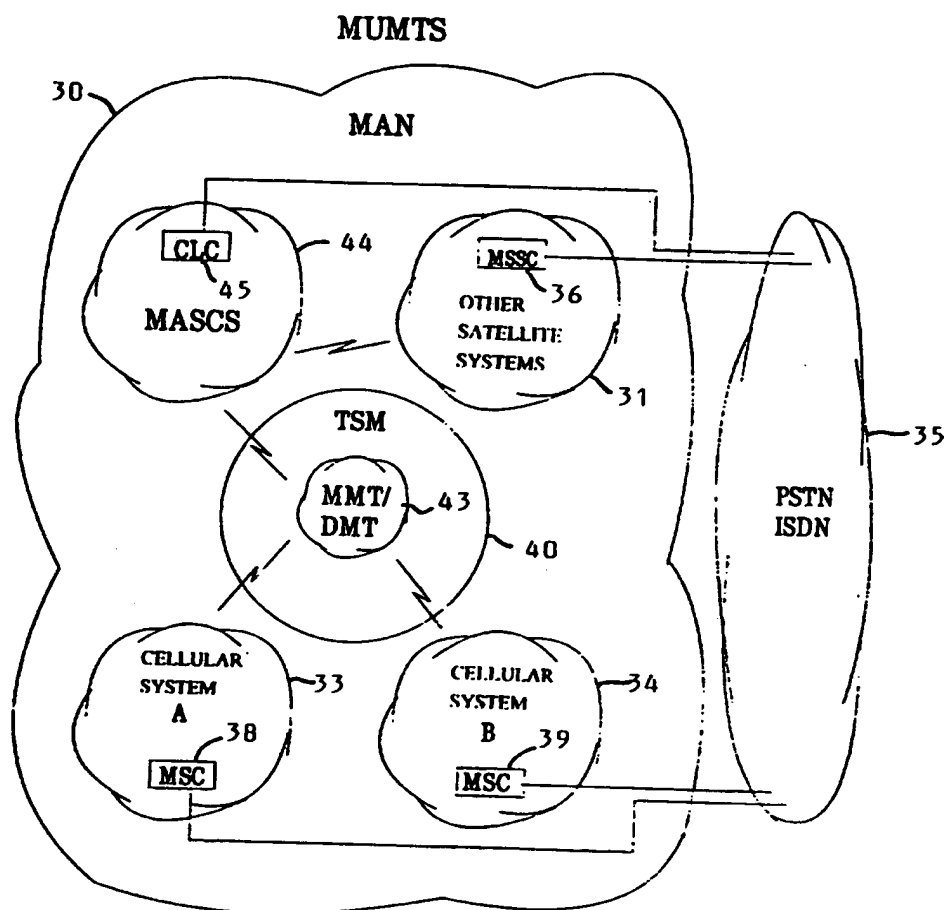 MUMTS
30
MAN
CLC
45
44
MASCS
MSSC
36
OTHER
SATELLITE
SYSTEMS
31
TSM
MMT/
DMT
43
40
35
PSTN
ISDN
CELLULAR
SYSTEM
A
33
38
MSC
CELLULAR
SYSTEM
B
34
39
MSC